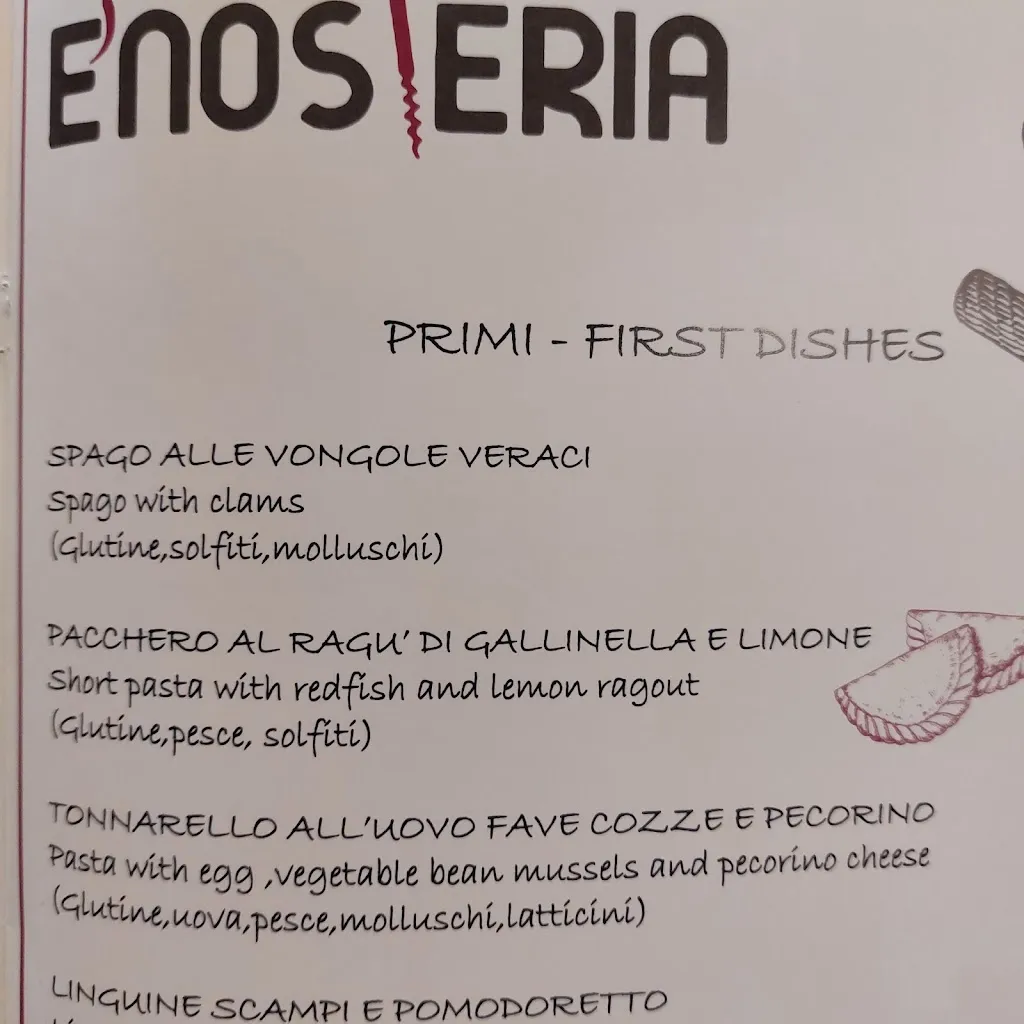 E'NOSTERIA
PRIMI - FIRST DISHES
SPAGO ALLE VONGOLE VERACI
Spago with clams
(Glutine,solfiti,molluschi)
PACCHERO AL RAGU' DI GALLINELLA E LIMONE
Short pasta with redfish and lemon ragout
(Glutine,pesce, solfiti)
TONNARELLO ALL'UOVO FAVE COZZE E PECORINO
Pasta with egg ,vegetable bean mussels and pecorino cheese
(Glutine,uova,pesce,molluschi,latticini)
LINGUINE SCAMPI E POMODORETTO